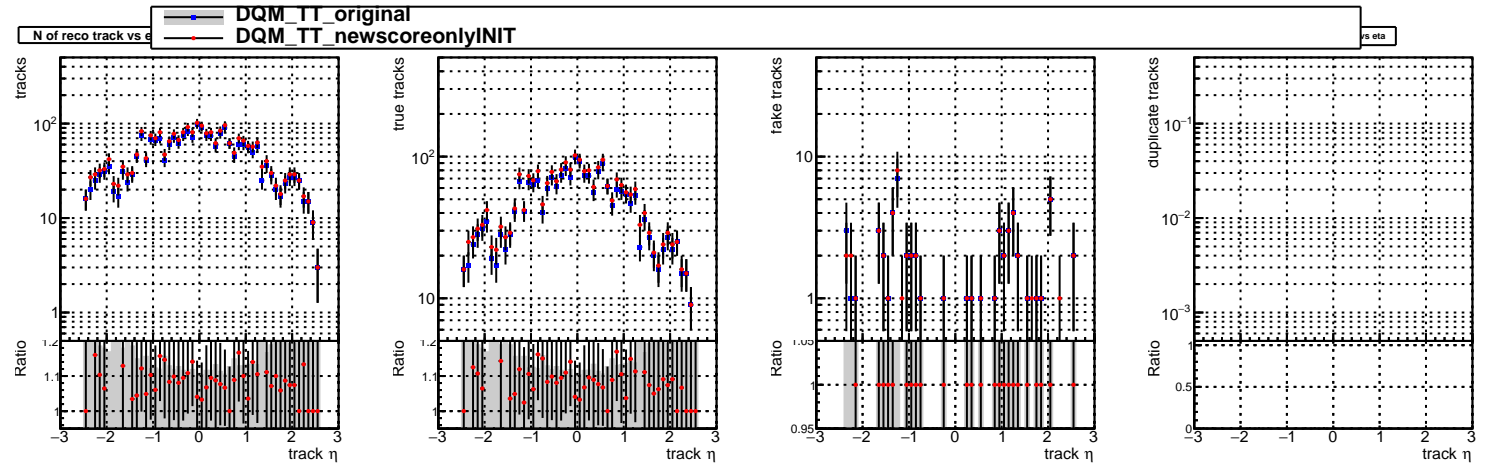 DQM_TT_original
DQM_TT_newscoreonlyINIT
N of reco track vs e
vs eta
tracks
10²
10
1
Ratio
1.2
1.1
1
−3 −2 −1 0 1 2 3
track η
true tracks
10²
10
Ratio
1.2
1.1
1
−3 −2 −1 0 1 2 3
track η
fake tracks
10
1
Ratio
1.05
1
0.95
−3 −2 −1 0 1 2 3
track η
duplicate tracks
10⁻¹
10⁻²
10⁻³
Ratio
1
0.5
0
−3 −2 −1 0 1 2 3
track η